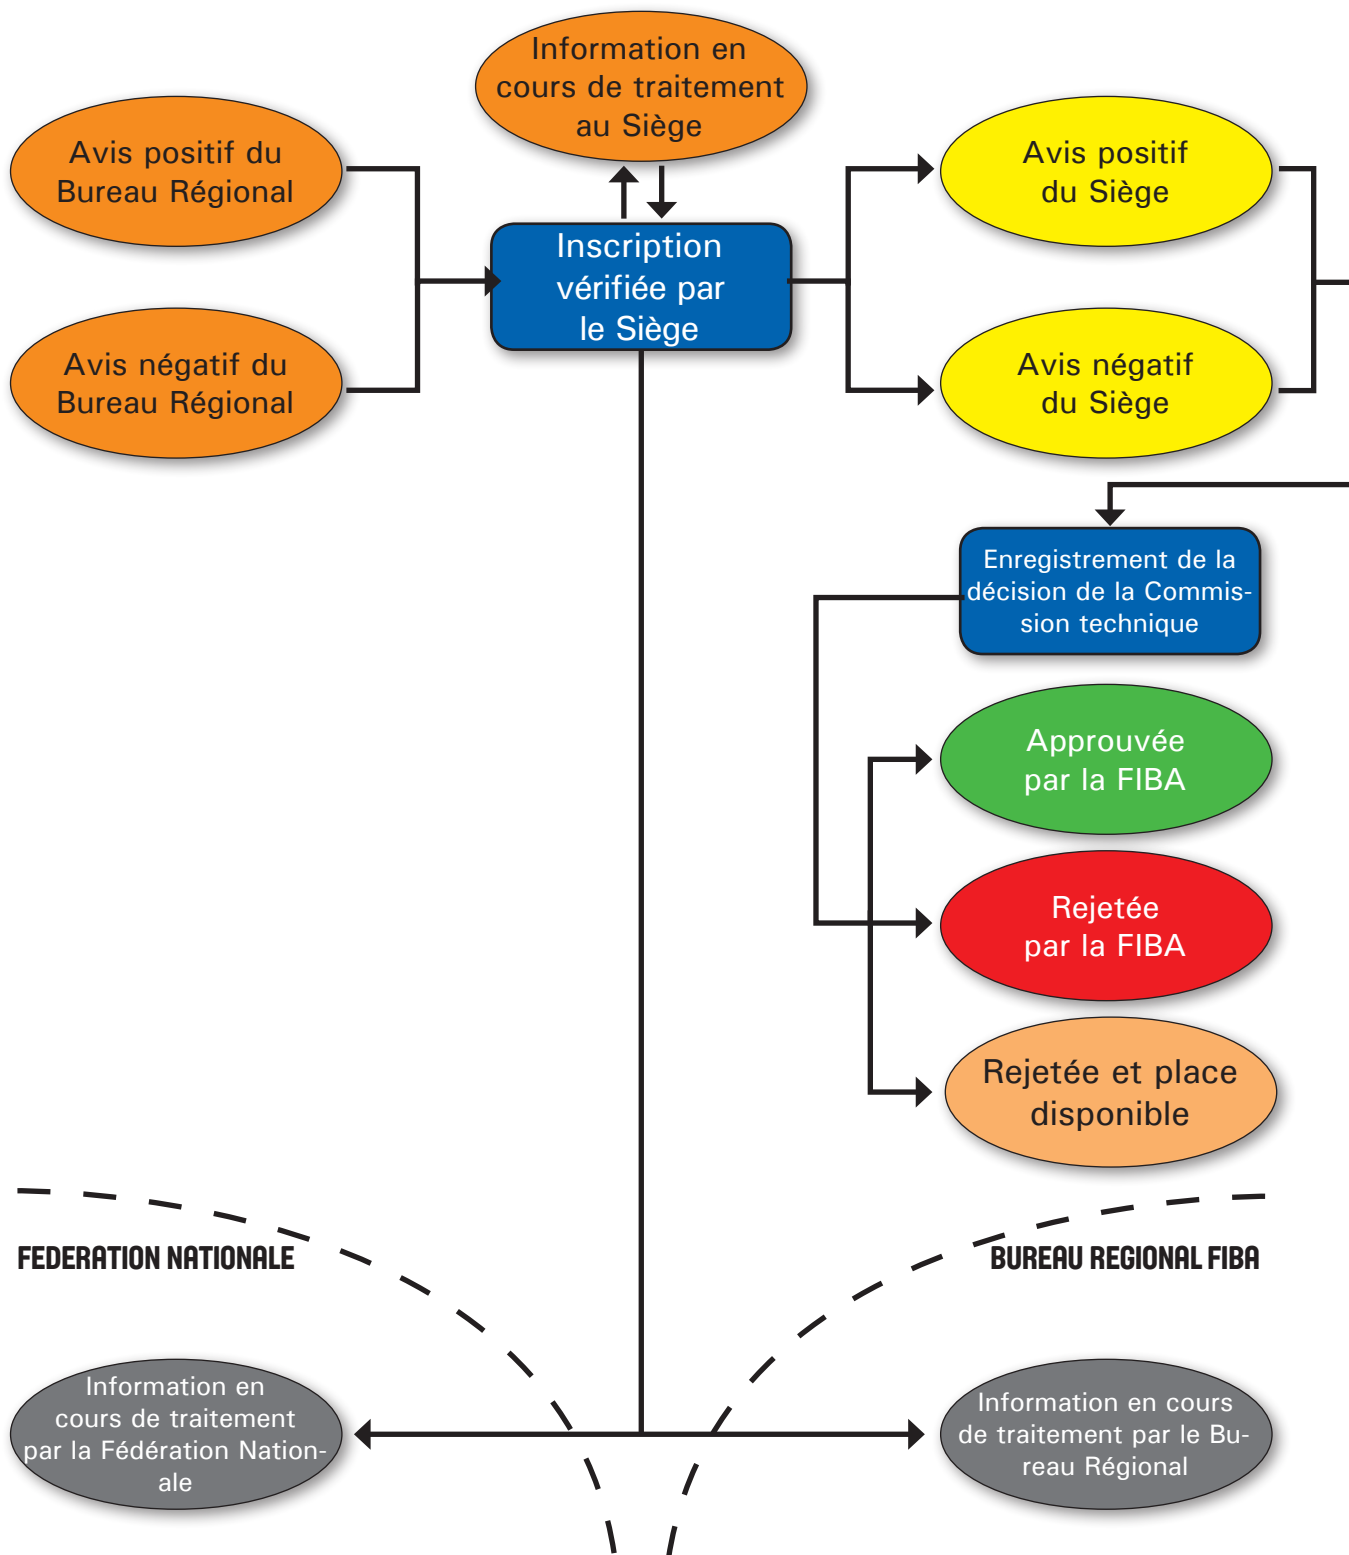 Information en
cours de traitement
au Siège
Avis positif du
Bureau Régional
Avis positif
du Siège
Inscription
vérifiée par
le Siège
Avis négatif du
Bureau Régional
Avis négatif
du Siège
Enregistrement de la
décision de la Commis-
sion technique
Approuvée
par la FIBA
Rejetée
par la FIBA
Rejetée et place
disponible
FEDERATION NATIONALE
BUREAU REGIONAL FIBA
Information en
cours de traitement
par la Fédération Nation-
ale
Information en cours
de traitement par le Bu-
reau Régional